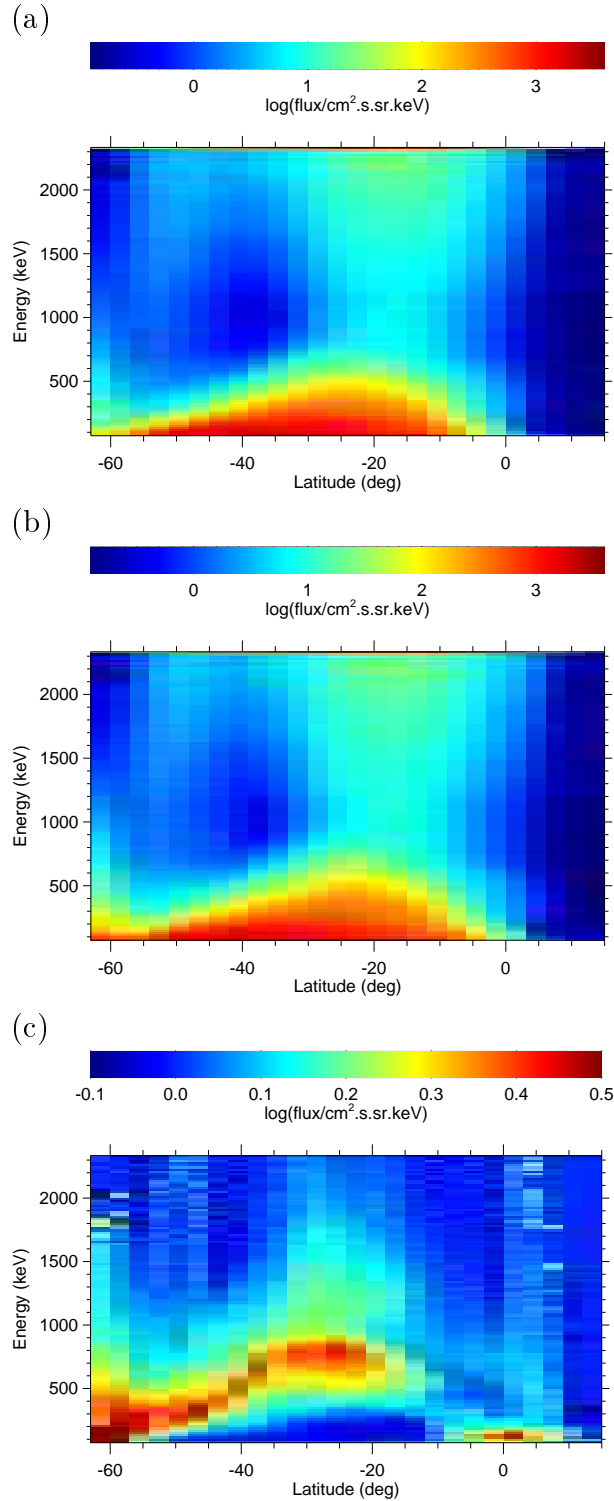 (a)
0 1 2 3
log(flux/cm².s.sr.keV)
2000
1500
1000
500
Energy (keV)
-60 -40 -20 0
Latitude (deg)
(b)
0 1 2 3
log(flux/cm².s.sr.keV)
2000
1500
1000
500
Energy (keV)
-60 -40 -20 0
Latitude (deg)
(c)
-0.1 0.0 0.1 0.2 0.3 0.4 0.5
log(flux/cm².s.sr.keV)
2000
1500
1000
500
Energy (keV)
-60 -40 -20 0
Latitude (deg)